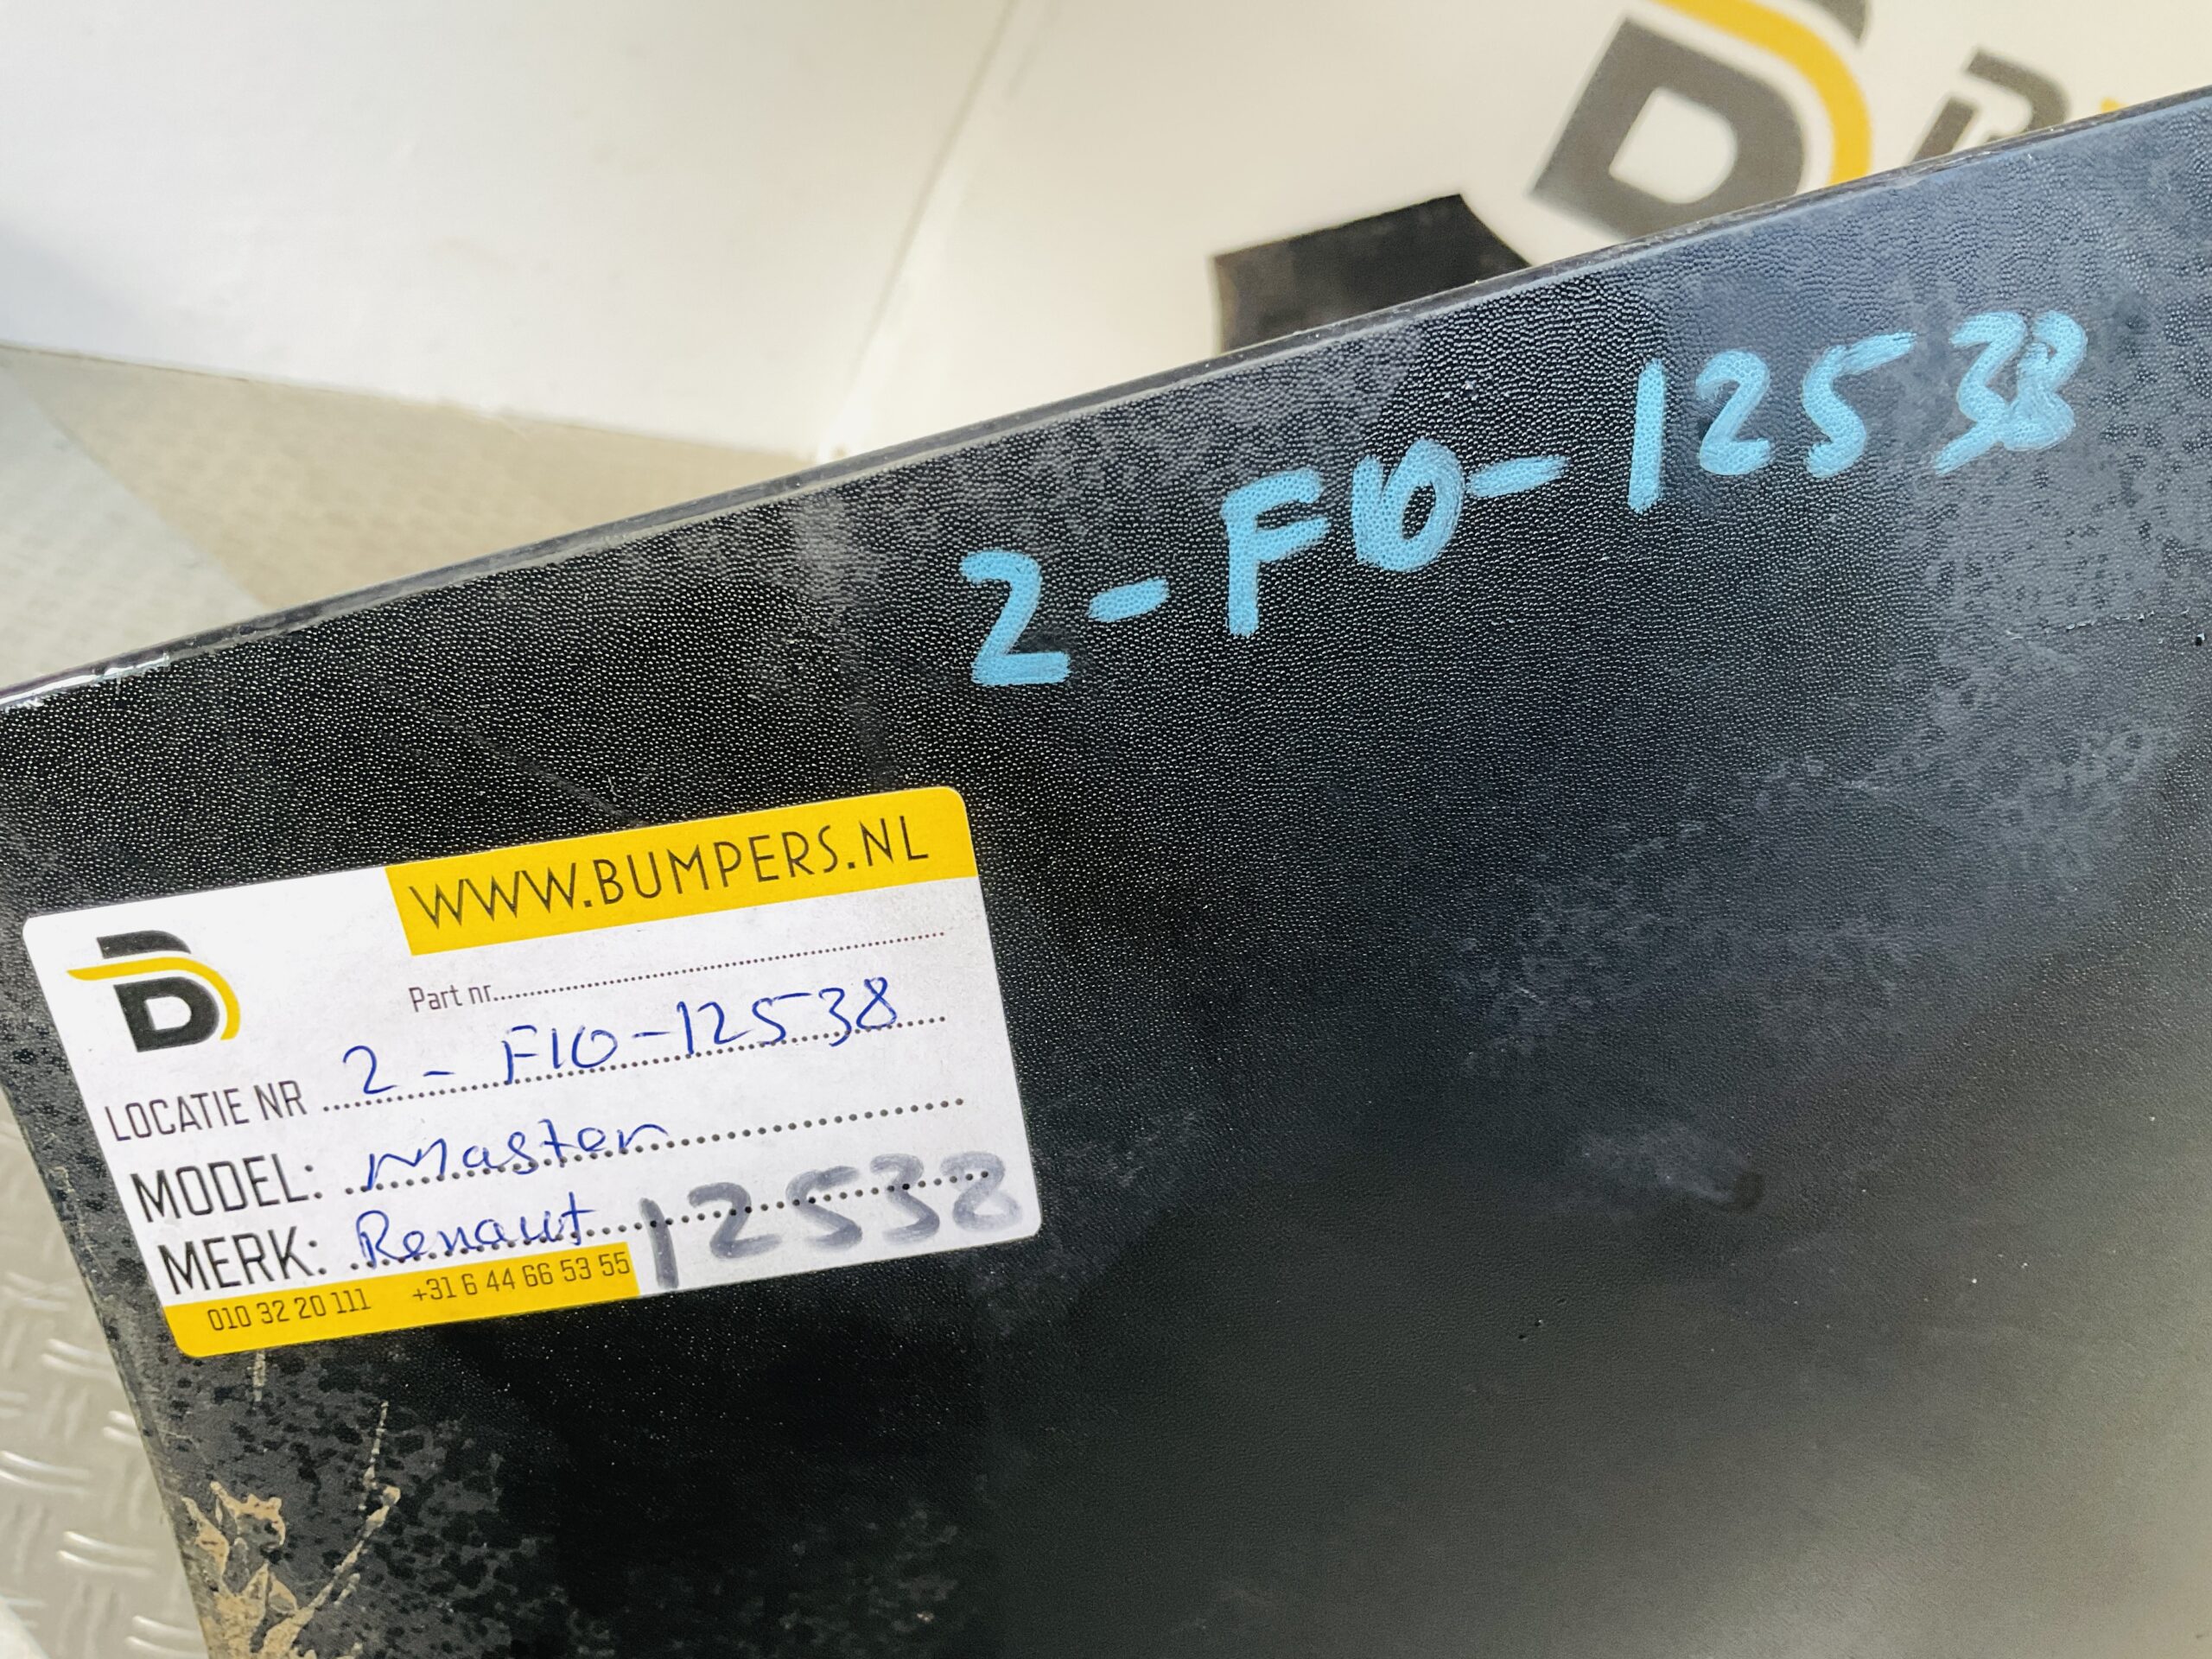 2-F10-12538
WWW.BUMPERS.NL
Part nr.
LOCATIE NR 2 - F10-12538
MODEL: Master
MERK: Renaut 12538
010 32 20 111 +31 6 44 66 53 55